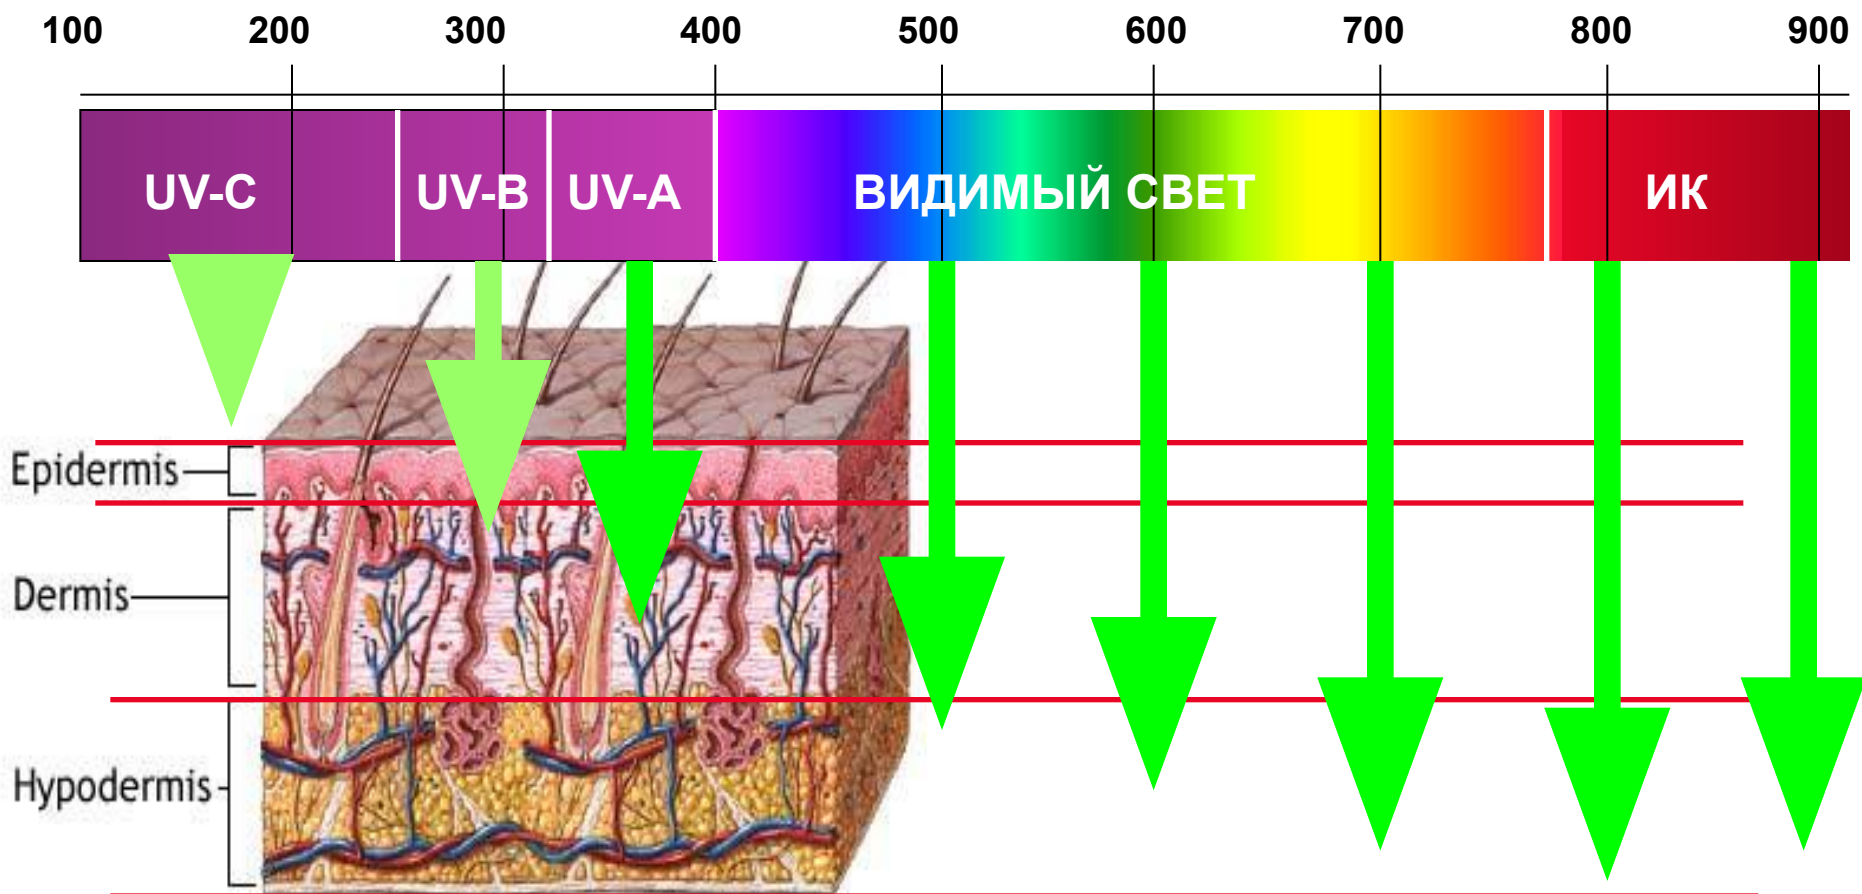 100 200 300 400 500 600 700 800 900
UV-C UV-B UV-A ВИДИМЫЙ СВЕТ ИК
Epidermis
Dermis
Hypodermis